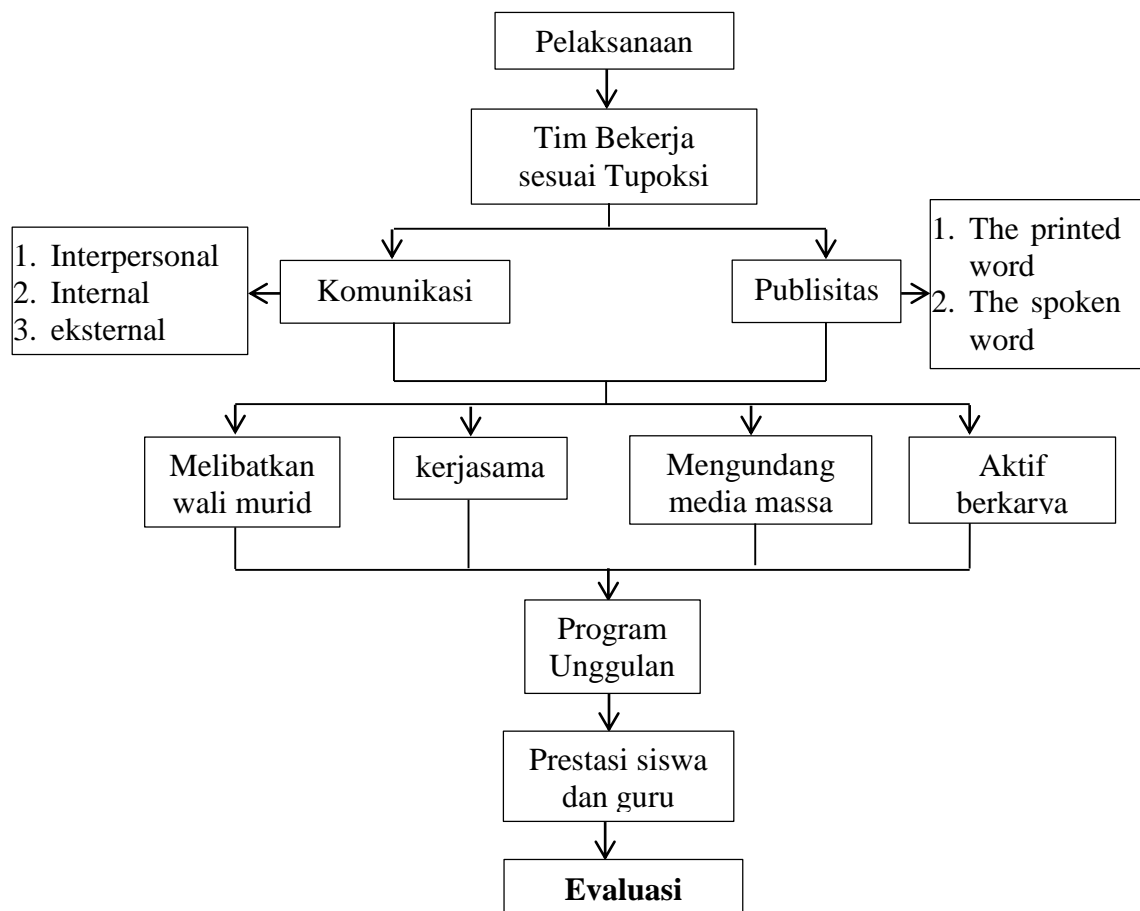 Pelaksanaan
Tim Bekerja
sesuai Tupoksi
1. Interpersonal
2. Internal
3. eksternal
Komunikasi
Publisitas
1. The printed
word
2. The spoken
word
Melibatkan
wali murid
kerjasama
Mengundang
media massa
Aktif
berkarya
Program
Unggulan
Prestasi siswa
dan guru
Evaluasi